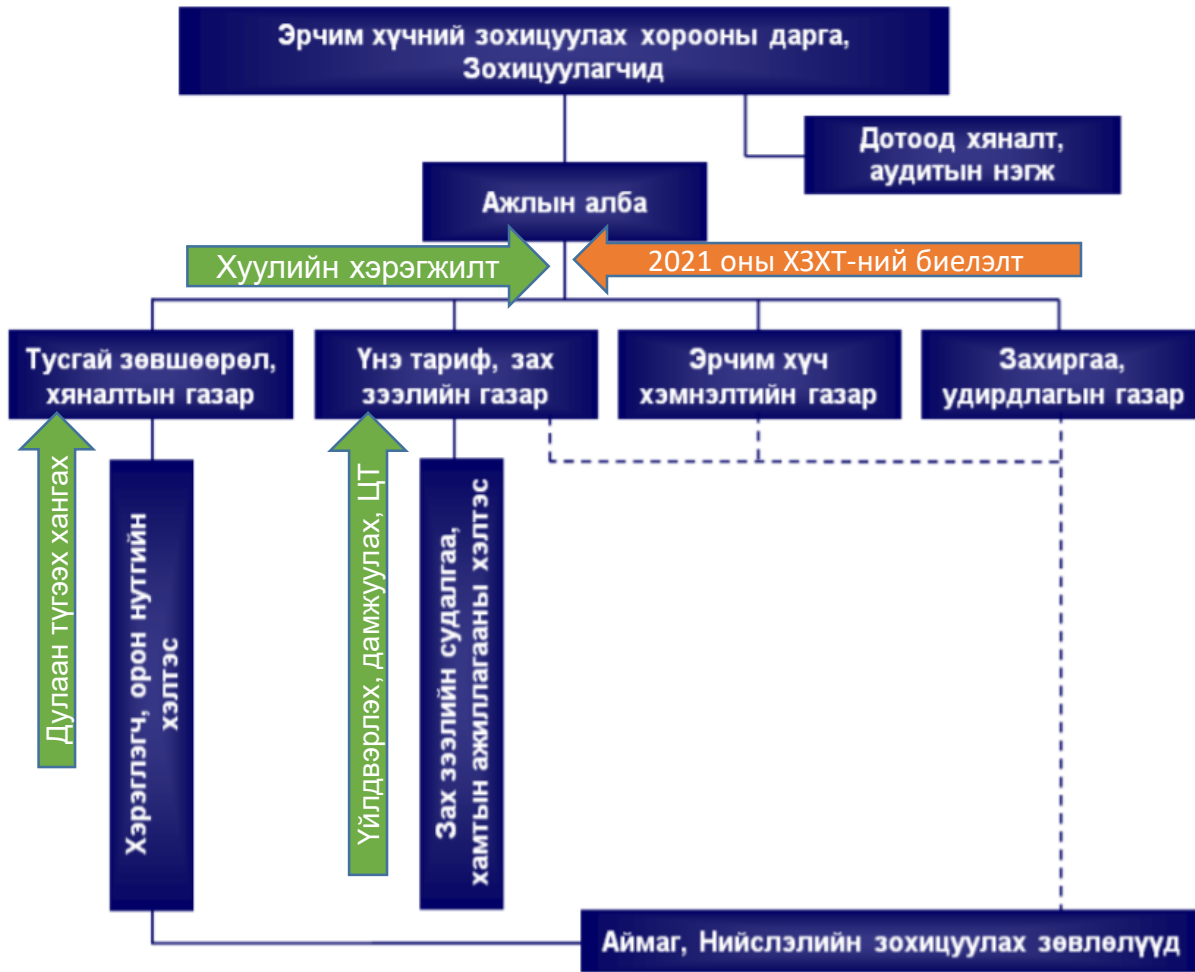 Эрчим хүчний зохицуулах хорооны дарга,
Зохицуулагчид
Дотоод хяналт,
аудитын нэгж
Ажлын алба
Хуулийн хэрэгжилт
2021 оны ХЗХТ-ний биелэлт
Тусгай зөвшөөрөл,
хяналтын газар
Үнэ тариф, зах
зээлийн газар
Эрчим хүч
хэмнэлтийн газар
Захиргаа,
удирдлагын газар
Дулаан түгээх хангах
Хэрэглэгч, орон нутгийн
хэлтэс
Үйлдвэрлэх, дамжуулах, ЦТ
Зах зээлийн судалгаа,
хамтын ажиллагааны хэлтэс
Аймаг, Нийслэлийн зохицуулах зөвлөлүүд